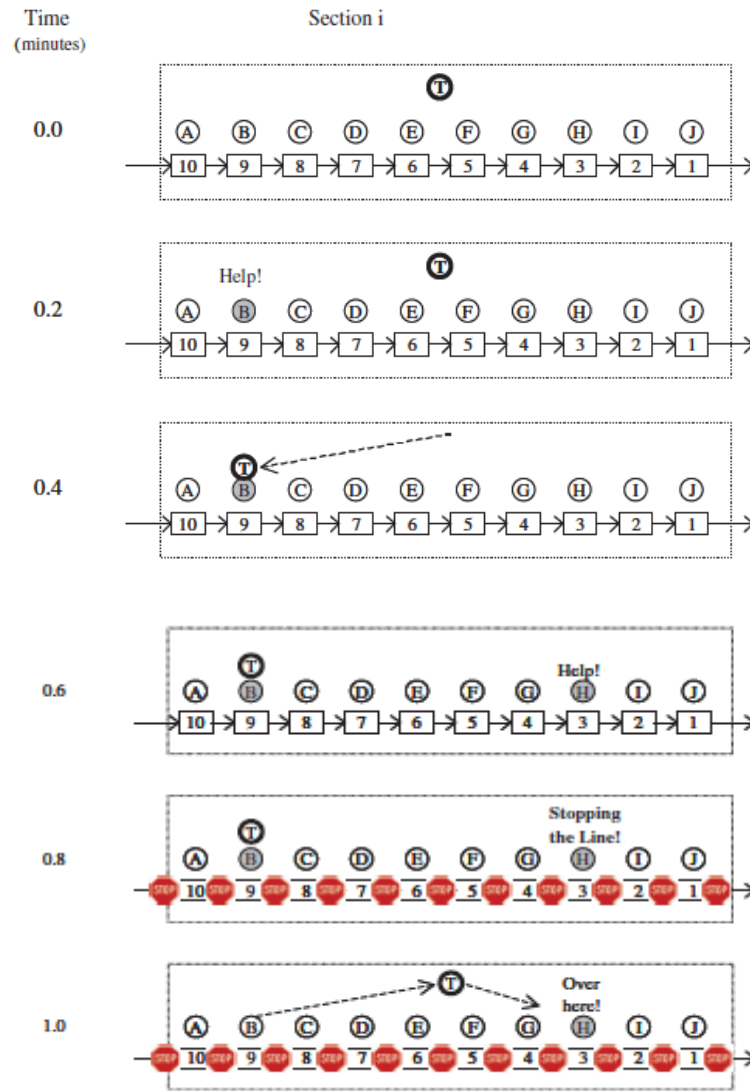 Time Section i
(minutes)
T
0.0
A B C D E F G H I J
10 9 8 7 6 5 4 3 2 1
T
Help!
0.2
A B C D E F G H I J
10 9 8 7 6 5 4 3 2 1
0.4
T
A B C D E F G H I J
10 9 8 7 6 5 4 3 2 1
T Help!
0.6
A B C D E F G H I J
10 9 8 7 6 5 4 3 2 1
Stopping
T the Line!
0.8
A B C D E F G H I J
STOP 10 STOP 9 STOP 8 STOP 7 STOP 6 STOP 5 STOP 4 STOP 3 STOP 2 STOP 1 STOP
T Over
here!
1.0
A B C D E F G H I J
STOP 10 STOP 9 STOP 8 STOP 7 STOP 6 STOP 5 STOP 4 STOP 3 STOP 2 STOP 1 STOP